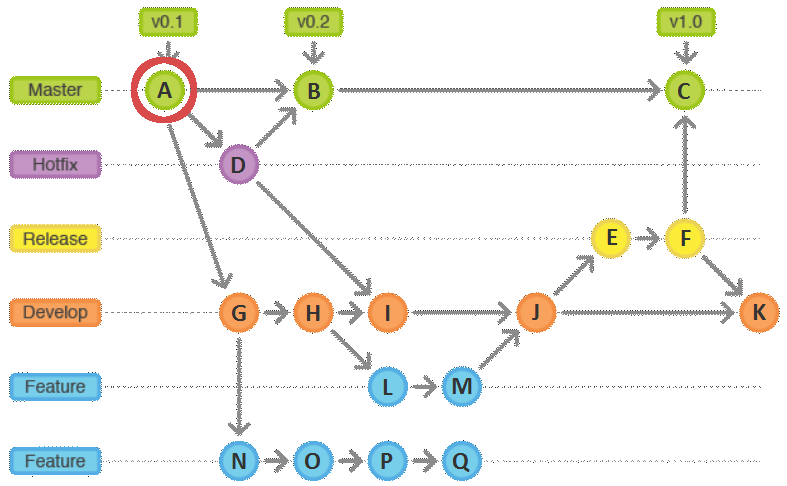 v0.1 v0.2 v1.0
Master A B C
Hotfix D
Release E F
Develop G H I J K
Feature L M
Feature N O P Q